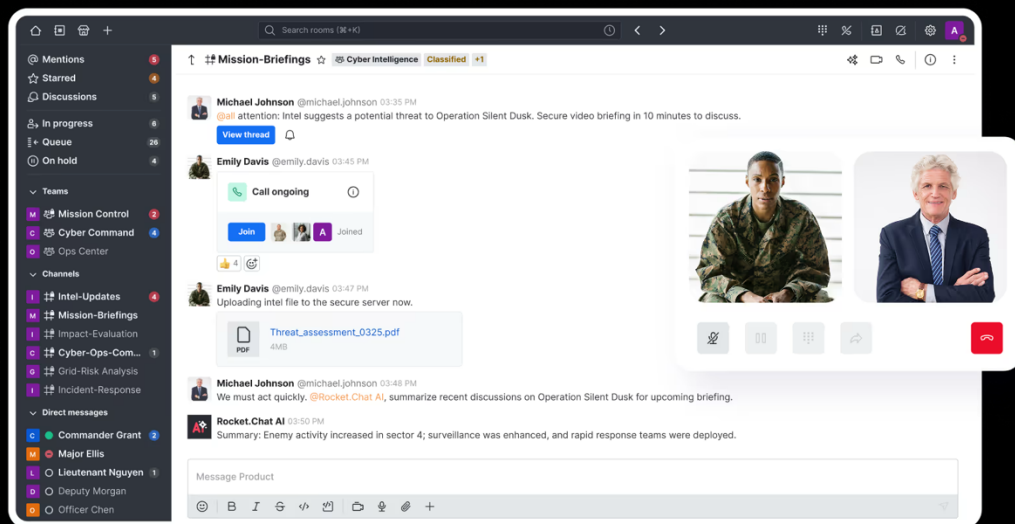 Search rooms (⌘+K)
A
@ Mentions 5
Starred 4
Discussions 5
In progress 6
Queue 26
On hold 4
Teams
M Mission Control 2
C Cyber Command 4
O Ops Center
Channels
I Intel-Updates 4
M Mission-Briefings
I Impact-Evaluation
C Cyber-Ops-Com... 1
G Grid-Risk Analysis
I Incident-Response
Direct messages
C Commander Grant 2
M Major Ellis
L Lieutenant Nguyen 1
D Deputy Morgan
O Officer Chen
Mission-Briefings Cyber Intelligence Classified +1
Michael Johnson @michael.johnson 03:35 PM
@all attention: Intel suggests a potential threat to Operation Silent Dusk. Secure video briefing in 10 minutes to discuss.
View thread
Emily Davis @emily.davis 03:45 PM
Call ongoing
Join A Joined
4
Emily Davis @emily.davis 03:47 PM
Uploading intel file to the secure server now.
Threat_assessment_0325.pdf
PDF 4MB
Michael Johnson @michael.johnson 03:48 PM
We must act quickly. @Rocket.Chat AI, summarize recent discussions on Operation Silent Dusk for upcoming briefing.
Rocket.Chat AI 03:50 PM
Summary: Enemy activity increased in sector 4; surveillance was enhanced, and rapid response teams were deployed.
Message Product
B I S